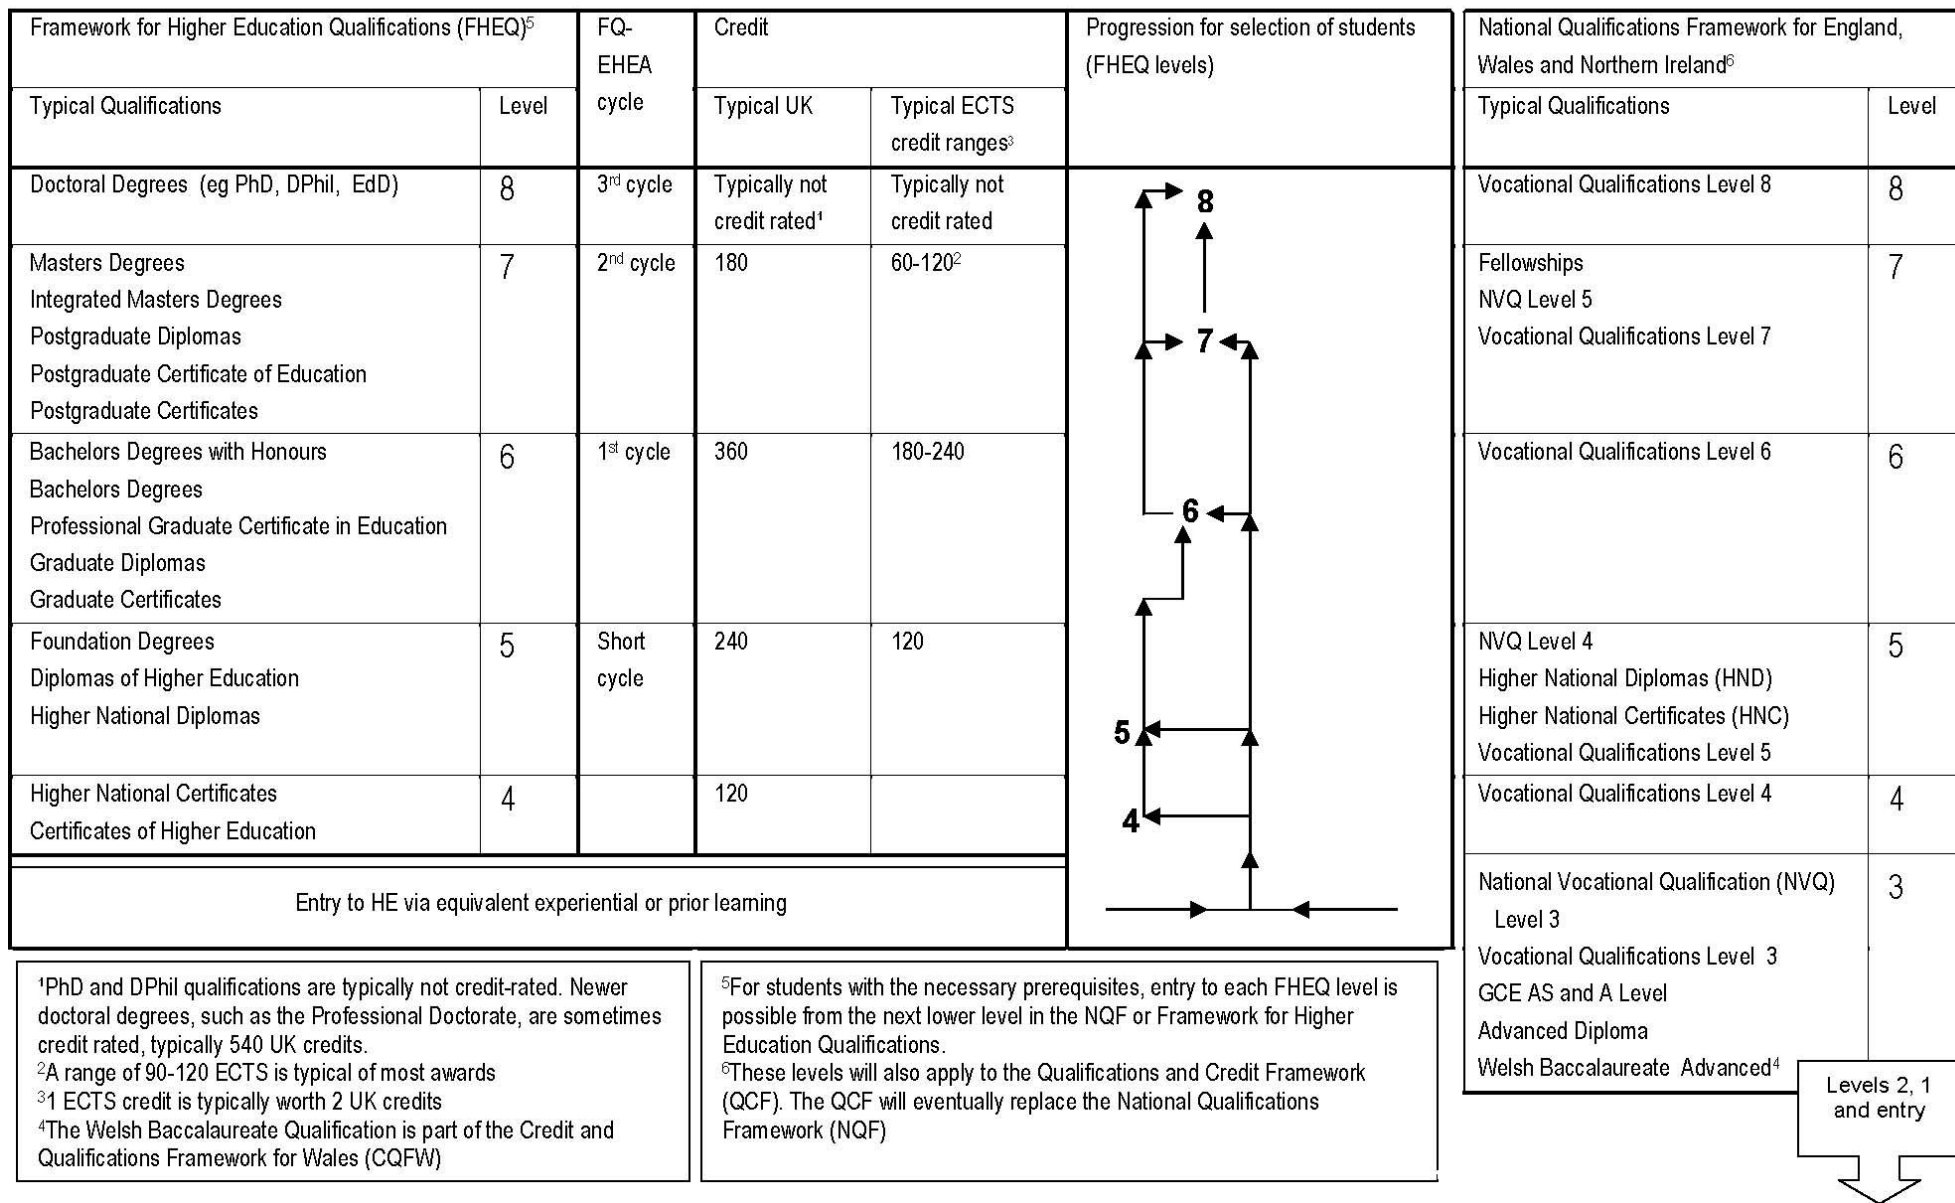 Framework for Higher Education Qualifications (FHEQ)⁵
Typical Qualifications
Level
FQ-
EHEA
cycle
Credit
Typical UK
Typical ECTS
credit ranges³
Progression for selection of students
(FHEQ levels)
National Qualifications Framework for England,
Wales and Northern Ireland⁶
Typical Qualifications
Level
Doctoral Degrees (eg PhD, DPhil, EdD)
8
3rd cycle
Typically not
credit rated¹
Typically not
credit rated
8
Vocational Qualifications Level 8
8
Masters Degrees
Integrated Masters Degrees
Postgraduate Diplomas
Postgraduate Certificate of Education
Postgraduate Certificates
7
2nd cycle
180
60-120²
7
Fellowships
NVQ Level 5
Vocational Qualifications Level 7
7
Bachelors Degrees with Honours
Bachelors Degrees
Professional Graduate Certificate in Education
Graduate Diplomas
Graduate Certificates
6
1st cycle
360
180-240
6
Vocational Qualifications Level 6
6
Foundation Degrees
Diplomas of Higher Education
Higher National Diplomas
5
Short
cycle
240
120
5
NVQ Level 4
Higher National Diplomas (HND)
Higher National Certificates (HNC)
Vocational Qualifications Level 5
5
Higher National Certificates
Certificates of Higher Education
4
120
4
Vocational Qualifications Level 4
4
Entry to HE via equivalent experiential or prior learning
National Vocational Qualification (NVQ)
Level 3
Vocational Qualifications Level 3
GCE AS and A Level
Advanced Diploma
Welsh Baccalaureate Advanced⁴
3
Levels 2, 1
and entry
¹PhD and DPhil qualifications are typically not credit-rated. Newer
doctoral degrees, such as the Professional Doctorate, are sometimes
credit rated, typically 540 UK credits.
²A range of 90-120 ECTS is typical of most awards
³1 ECTS credit is typically worth 2 UK credits
⁴The Welsh Baccalaureate Qualification is part of the Credit and
Qualifications Framework for Wales (CQFW)
⁵For students with the necessary prerequisites, entry to each FHEQ level is
possible from the next lower level in the NQF or Framework for Higher
Education Qualifications.
⁶These levels will also apply to the Qualifications and Credit Framework
(QCF). The QCF will eventually replace the National Qualifications
Framework (NQF)